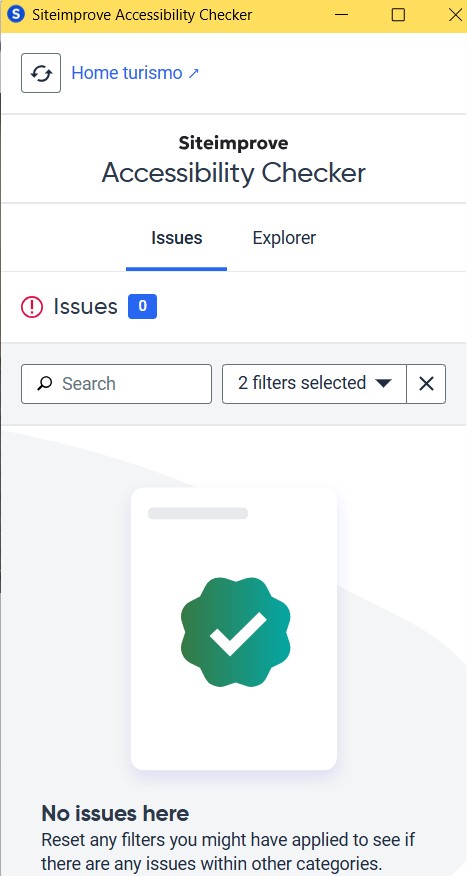 Siteimprove Accessibility Checker
Home turismo ↗
Siteimprove
Accessibility Checker
Issues
Explorer
Issues 0
Search
2 filters selected
No issues here
Reset any filters you might have applied to see if
there are any issues within other categories.